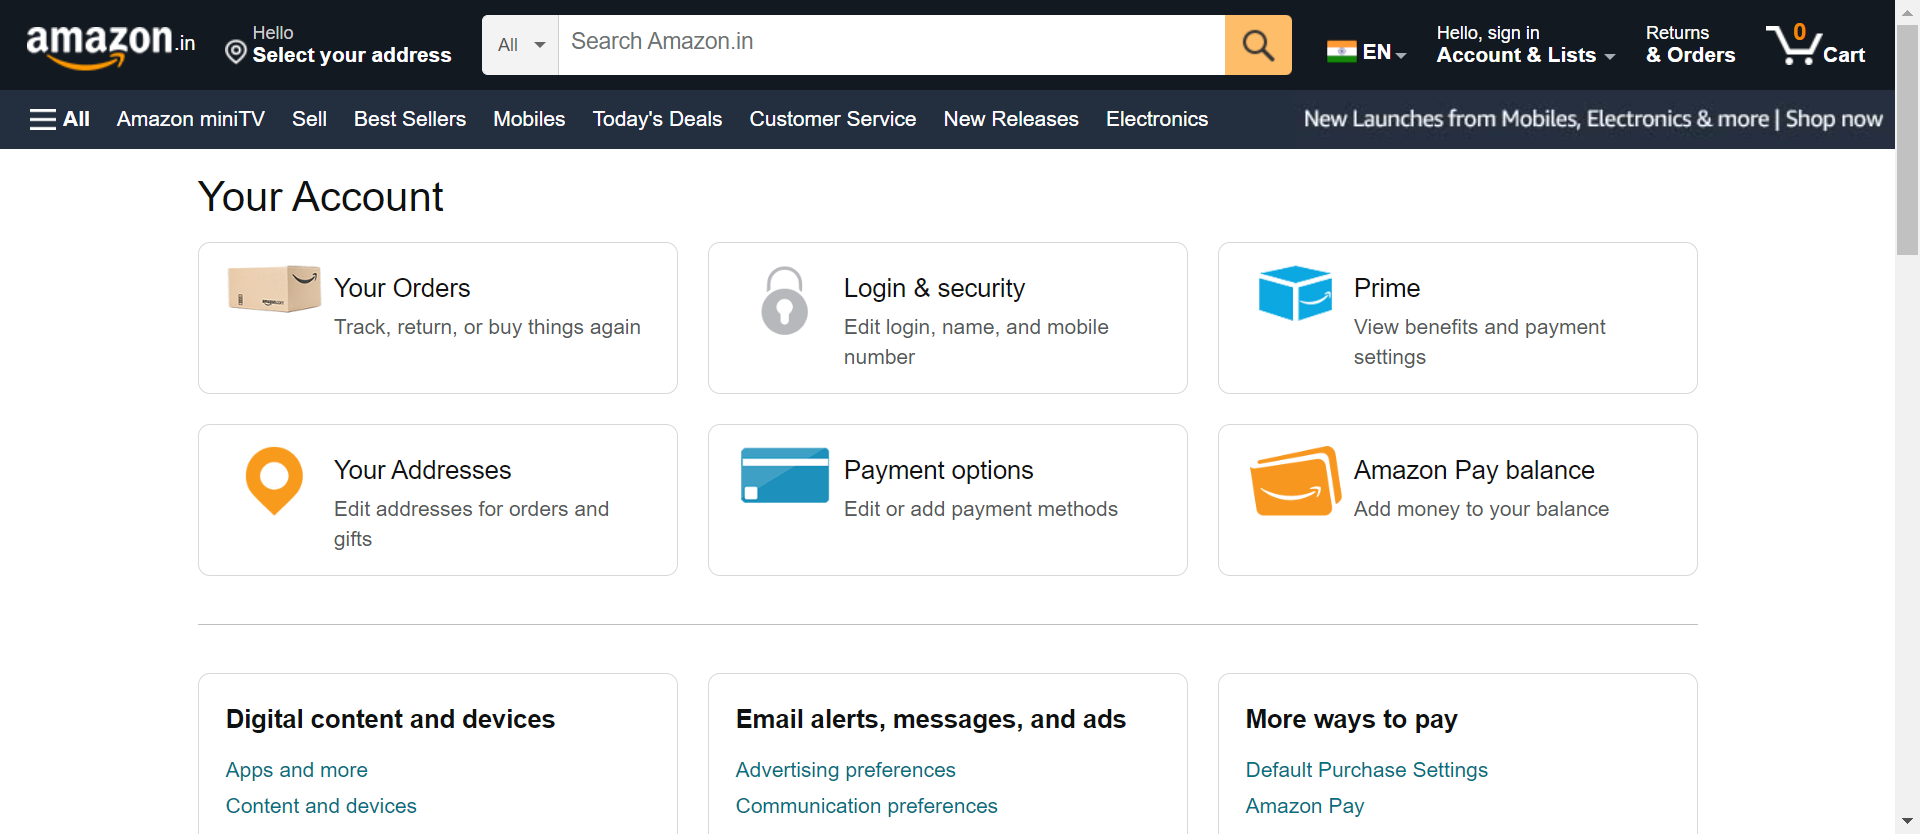 amazon.in
Hello
Select your address
All
Search Amazon.in
EN
Hello, sign in
Account & Lists
Returns
& Orders
0
Cart
All
Amazon miniTV
Sell
Best Sellers
Mobiles
Today's Deals
Customer Service
New Releases
Electronics
New Launches from Mobiles, Electronics & more | Shop now
Your Account
Your Orders
Track, return, or buy things again
Login & security
Edit login, name, and mobile
number
Prime
View benefits and payment
settings
Your Addresses
Edit addresses for orders and
gifts
Payment options
Edit or add payment methods
Amazon Pay balance
Add money to your balance
Digital content and devices
Apps and more
Content and devices
Email alerts, messages, and ads
Advertising preferences
Communication preferences
More ways to pay
Default Purchase Settings
Amazon Pay